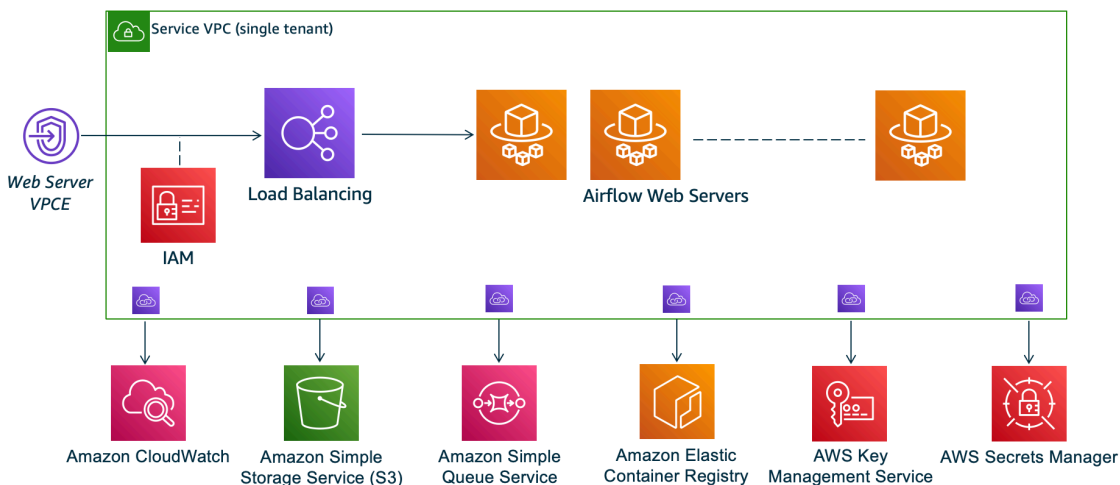 Service VPC (single tenant)
Web Server
VPCE
IAM
Load Balancing
Airflow Web Servers
Amazon CloudWatch
Amazon Simple
Storage Service (S3)
Amazon Simple
Queue Service
Amazon Elastic
Container Registry
AWS Key
Management Service
AWS Secrets Manager